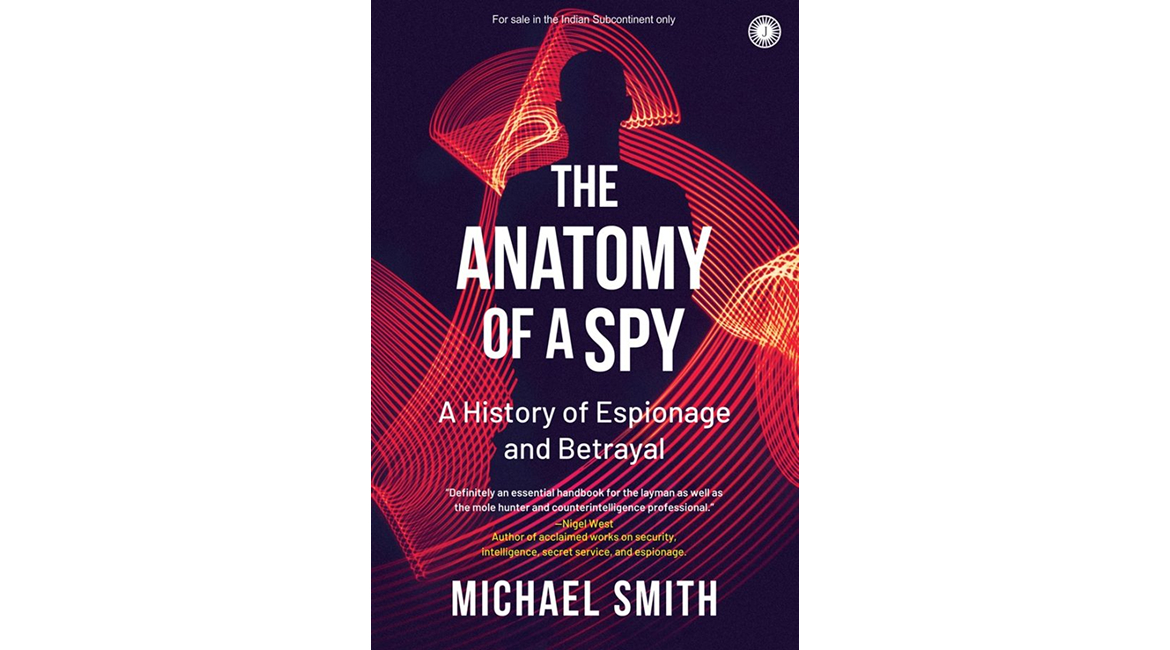 For sale in the Indian Subcontinent only
J
THE
ANATOMY
OF A SPY
A History of Espionage
and Betrayal
"Definitely an essential handbook for the layman as well as
the mole hunter and counterintelligence professional."
—Nigel West
Author of acclaimed works on security,
intelligence, secret service, and espionage.
MICHAEL SMITH